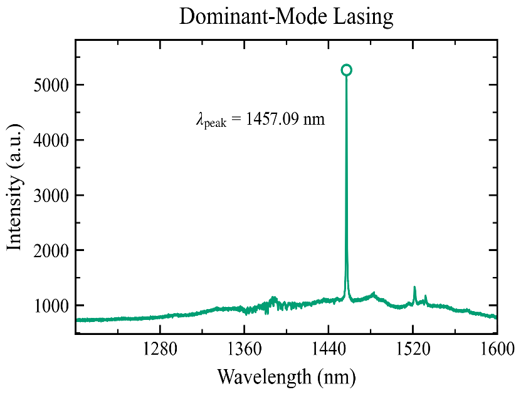 Dominant-Mode Lasing
Intensity (a.u.)
5000
4000
3000
2000
1000
λpeak = 1457.09 nm
1280 1360 1440 1520 1600
Wavelength (nm)